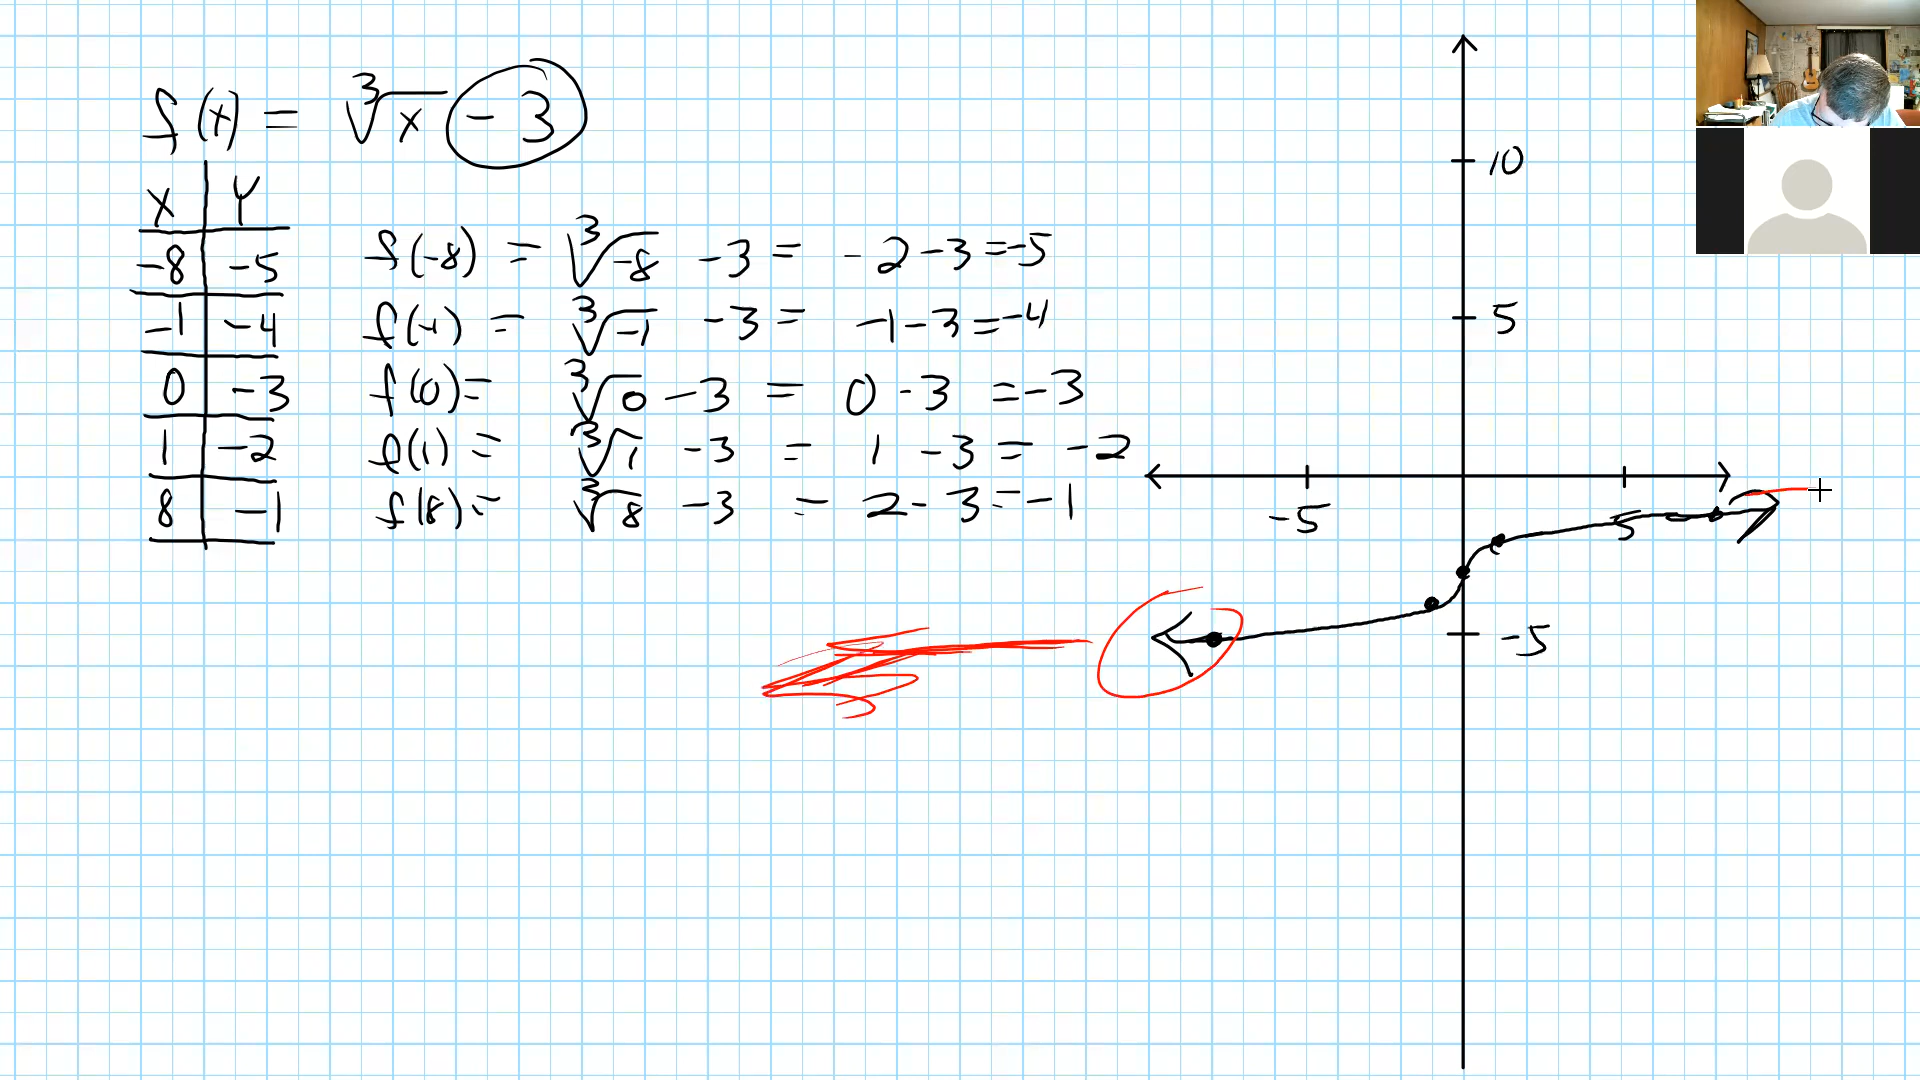 f(x) = ∛x - 3
X Y
-8 -5 f(-8) = ∛-8 - 3 = -2 - 3 = -5
-1 -4 f(-1) = ∛-1 - 3 = -1 - 3 = -4
0 -3 f(0) = ∛0 - 3 = 0 - 3 = -3
1 -2 f(1) = ∛1 - 3 = 1 - 3 = -2
8 -1 f(8) = ∛8 - 3 = 2 - 3 = -1
10
5
-5 5
-5